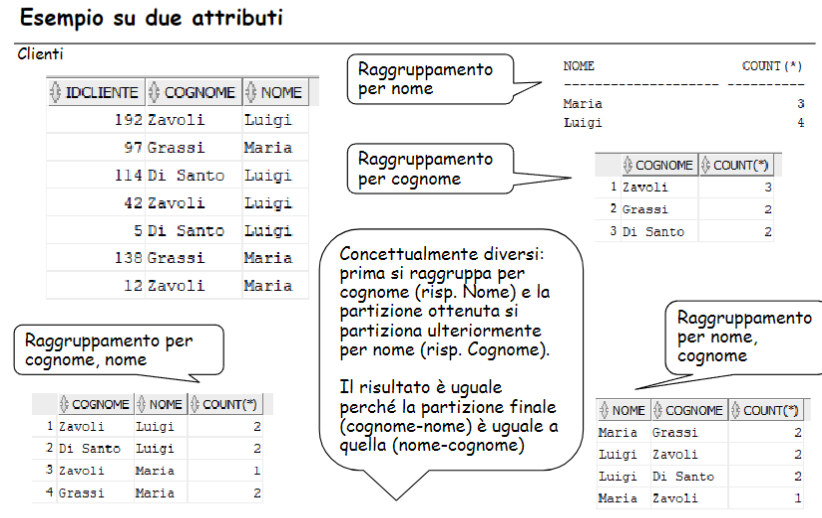 Esempio su due attributi
Clienti
IDCLIENTE COGNOME NOME
192 Zavoli Luigi
97 Grassi Maria
114 Di Santo Luigi
42 Zavoli Luigi
5 Di Santo Luigi
138 Grassi Maria
12 Zavoli Maria
Raggruppamento
per nome
NOME COUNT(*)
-------------------- ----------
Maria 3
Luigi 4
Raggruppamento
per cognome
COGNOME COUNT(*)
1 Zavoli 3
2 Grassi 2
3 Di Santo 2
Concettualmente diversi:
prima si raggruppa per
cognome (risp. Nome) e la
partizione ottenuta si
partiziona ulteriormente
per nome (risp. Cognome).
Il risultato è uguale
perché la partizione finale
(cognome-nome) è uguale a
quella (nome-cognome)
Raggruppamento per
cognome, nome
COGNOME NOME COUNT(*)
1 Zavoli Luigi 2
2 Di Santo Luigi 2
3 Zavoli Maria 1
4 Grassi Maria 2
Raggruppamento
per nome,
cognome
NOME COGNOME COUNT(*)
Maria Grassi 2
Luigi Zavoli 2
Luigi Di Santo 2
Maria Zavoli 1